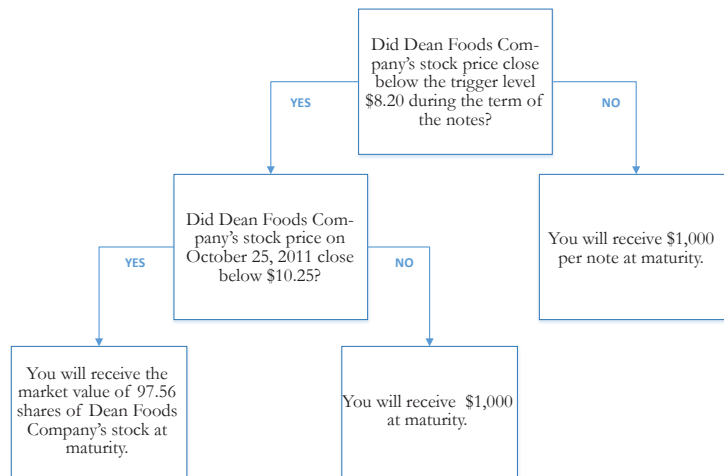 Did Dean Foods Com-
pany's stock price close
below the trigger level
$8.20 during the term of
the notes?
YES
NO
Did Dean Foods Com-
pany's stock price on
October 25, 2011 close
below $10.25?
You will receive $1,000
per note at maturity.
YES
NO
You will receive the
market value of 97.56
shares of Dean Foods
Company's stock at
maturity.
You will receive $1,000
at maturity.